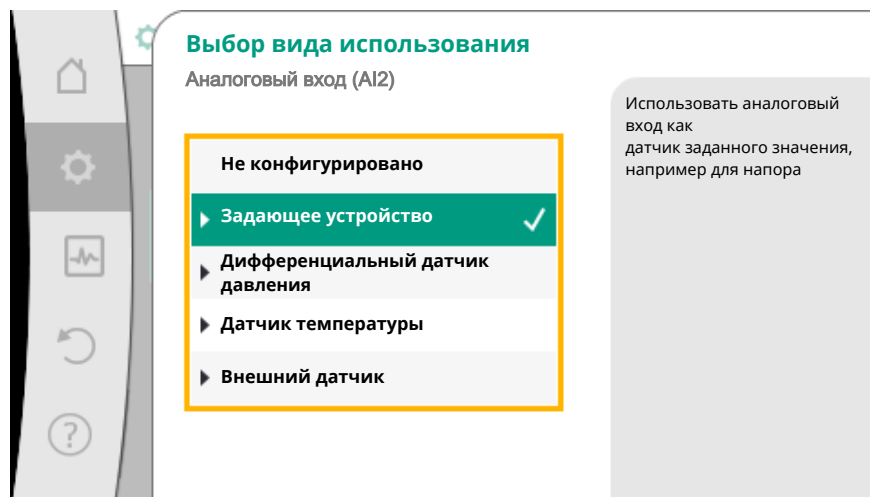 Выбор вида использования
Аналоговый вход (AI2)
Не конфигурировано
Задающее устройство
Дифференциальный датчик
давления
Датчик температуры
Внешний датчик
Использовать аналоговый
вход как
датчик заданного значения,
например для напора
?